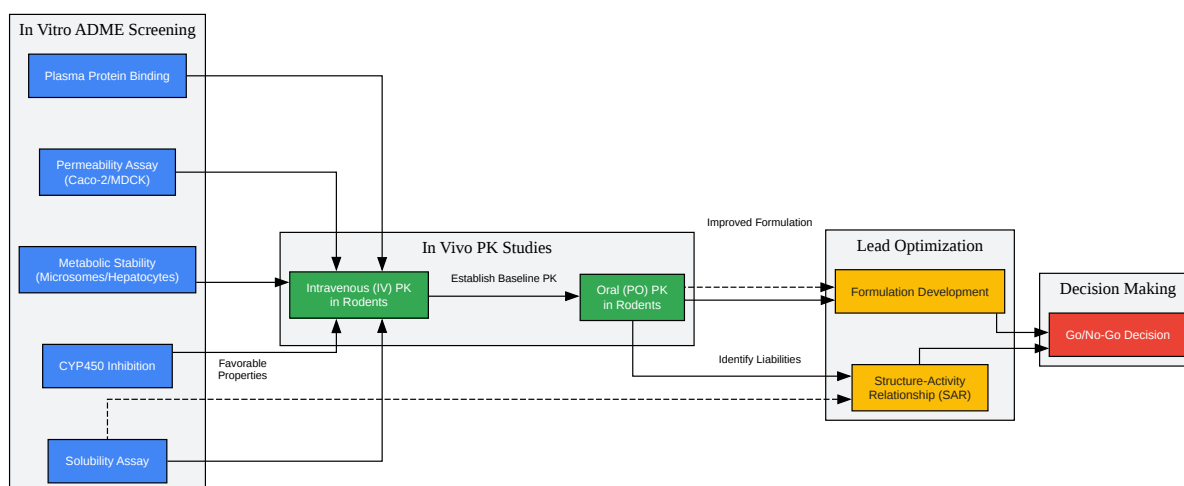 In Vitro ADME Screening
Plasma Protein Binding
Permeability Assay
(Caco-2/MDCK)
Metabolic Stability
(Microsomes/Hepatocytes)
CYP450 Inhibition
Solubility Assay
Favorable
Properties
In Vivo PK Studies
Intravenous (IV) PK
in Rodents
Establish Baseline PK
Oral (PO) PK
in Rodents
Improved Formulation
Identify Liabilities
Lead Optimization
Formulation Development
Structure-Activity
Relationship (SAR)
Decision Making
Go/No-Go Decision